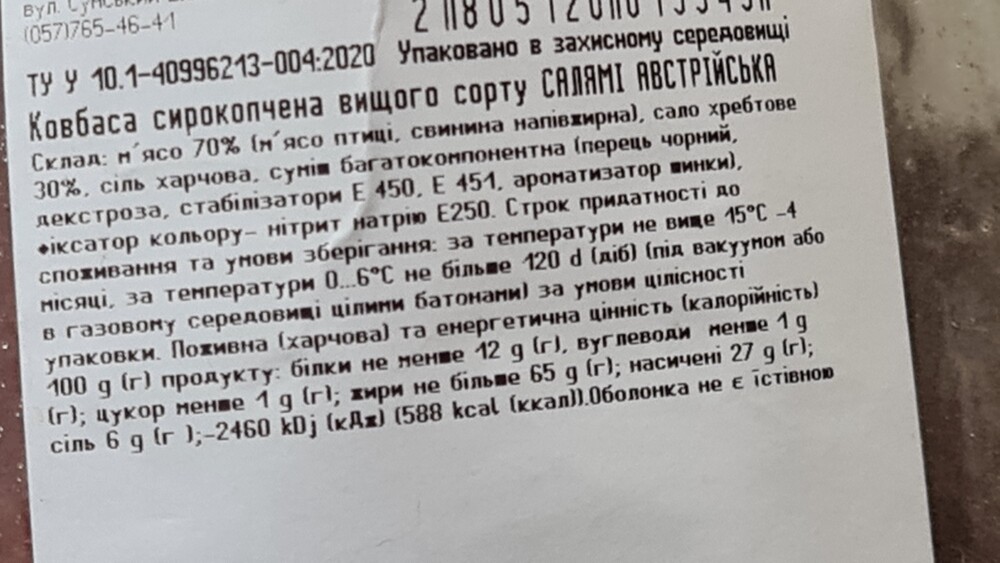 вул. Сумський
(057)765-46-41
ТУ У 10.1-40996213-004:2020 Упаковано в захисному середовищі
Ковбаса сирокопчена вищого сорту САЛЯМІ АВСТРІЙСЬКА
Склад: м´ясо 70% (м´ясо птиці, свинина напівжирна), сало хребтове
30%, сіль харчова, суміш багатокомпонентна (перець чорний,
декстроза, стабілізатори Е 450, Е 451, ароматизатор шинки),
фіксатор кольору- нітрит натрію Е250. Строк придатності до
споживання та умови зберігання: за температури не вище 15°С -4
місяці, за температури 0...6°С не більше 120 d (діб) (під вакуумом або
в газовому середовищі цілими батонами) за умови цілісності
упаковки. Поживна (харчова) та енергетична цінність (калорійність)
100 g (г) продукту: білки не менше 12 g (г), вуглеводи менше 1 g
(г); цукор менше 1 g (г); жири не більше 65 g (г); насичені 27 g (г);
сіль 6 g (г );-2460 kDj (кДж) (588 kcal (ккал)).Оболонка не є їстівною